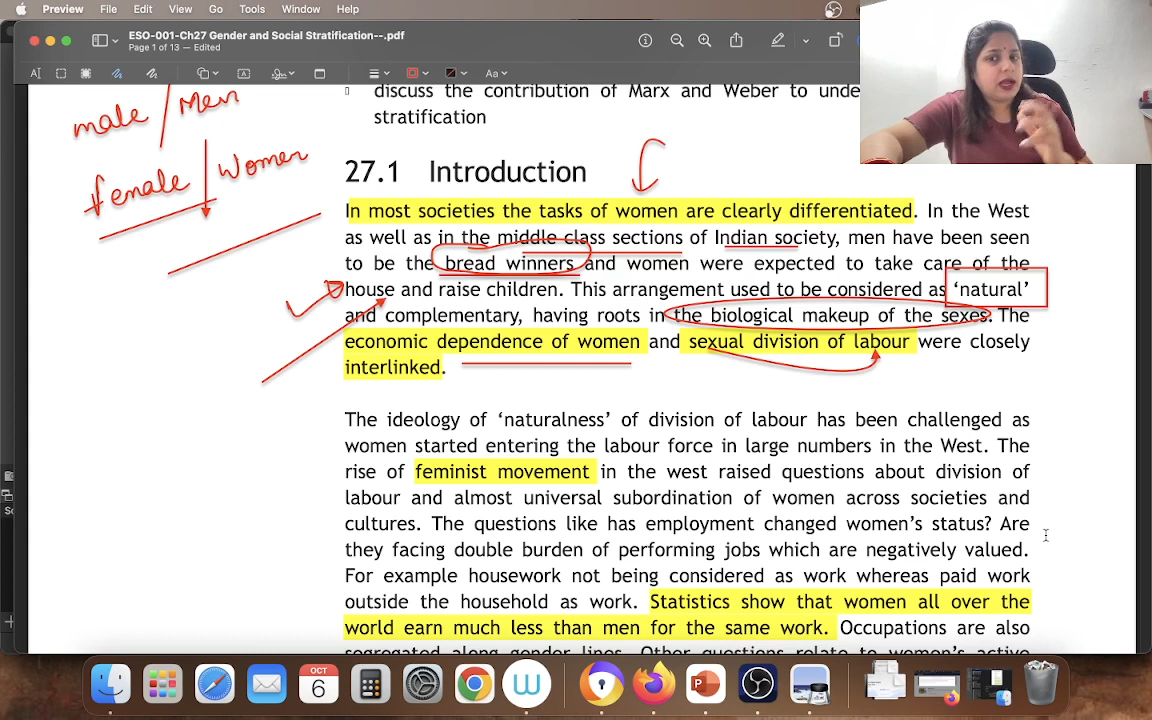 Preview File Edit View Go Tools Window Help
ESO-001-Ch27 Gender and Social Stratification--.pdf
Page 1 of 13 — Edited
Aa
male / Men
female / Women
discuss the contribution of Marx and Weber to unde
stratification
27.1 Introduction
In most societies the tasks of women are clearly differentiated. In the West
as well as in the middle class sections of Indian society, men have been seen
to be the bread winners and women were expected to take care of the
house and raise children. This arrangement used to be considered as ‘natural’
and complementary, having roots in the biological makeup of the sexes. The
economic dependence of women and sexual division of labour were closely
interlinked.
The ideology of ‘naturalness’ of division of labour has been challenged as
women started entering the labour force in large numbers in the West. The
rise of feminist movement in the west raised questions about division of
labour and almost universal subordination of women across societies and
cultures. The questions like has employment changed women’s status? Are
they facing double burden of performing jobs which are negatively valued.
For example housework not being considered as work whereas paid work
outside the household as work. Statistics show that women all over the
world earn much less than men for the same work. Occupations are also
segregated along gender lines. Other questions relate to women’s active
OCT
6